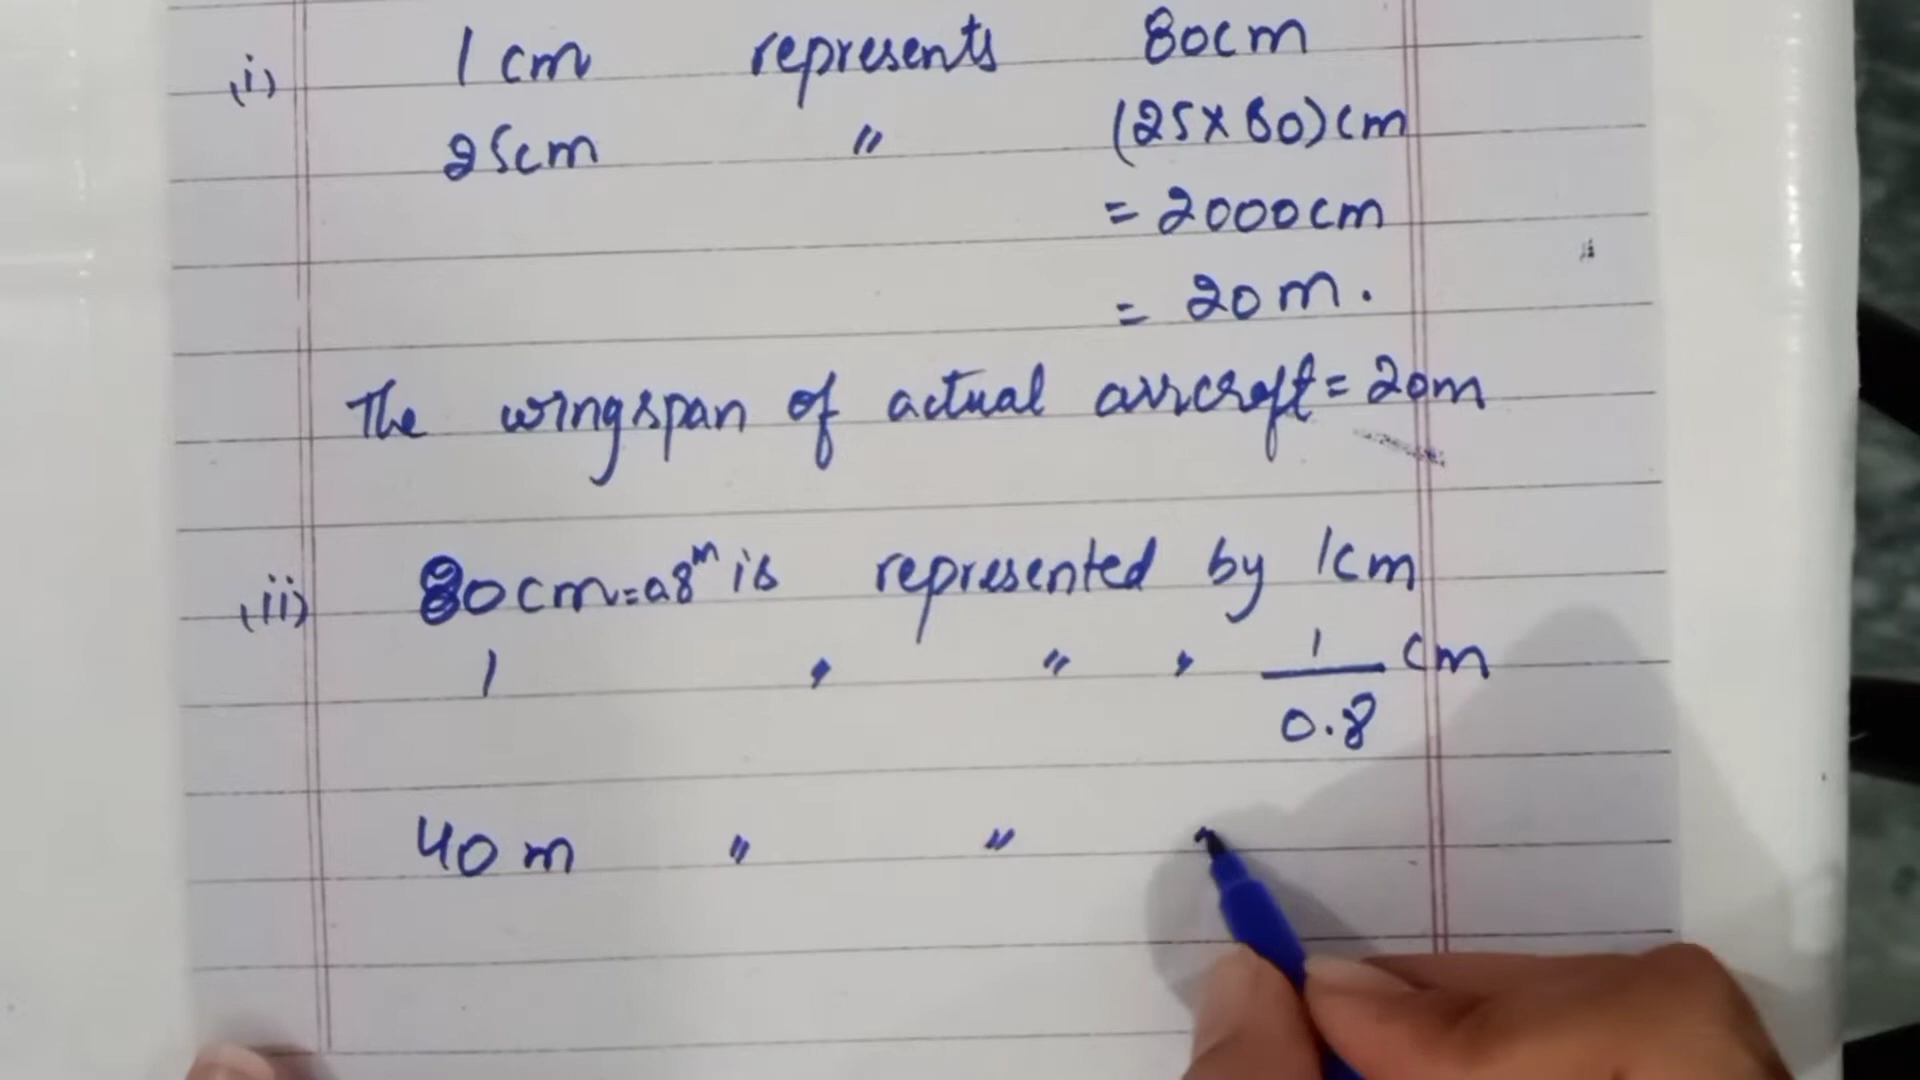 (i) 1 cm represents 80cm
25cm " (25×80)cm
= 2000cm
= 20m.
The wingspan of actual aircraft = 20m
(ii) 80cm=0.8m is represented by 1cm
1 " " " 1/0.8 cm
40 m " " "